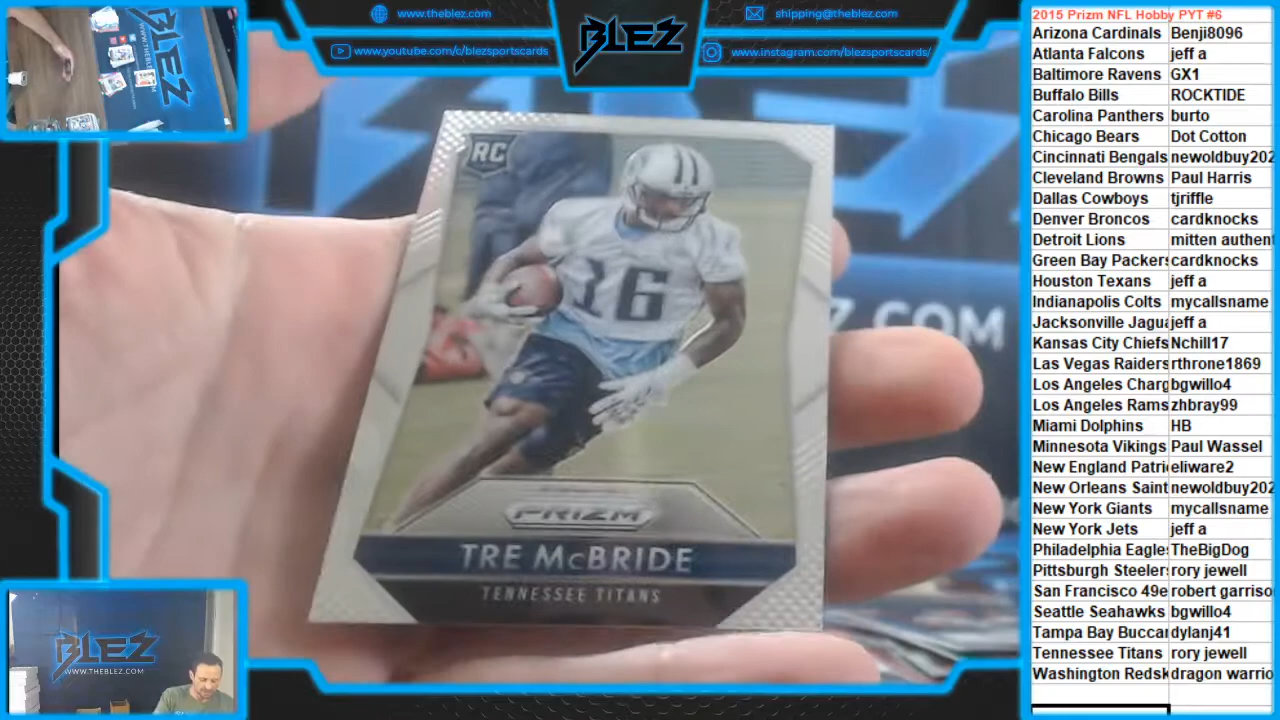 www.theblez.com
www.youtube.com/c/blezsportscards
BLEZ
shipping@theblez.com
www.instagram.com/blezsportscards/
BLEZ
RC
16
Z.COM
PRIZM
TRE McBRIDE
TENNESSEE TITANS
BLEZ
WWW.THEBLEZ.COM
2015 Prizm NFL Hobby PYT #6
Arizona Cardinals Benji8096
Atlanta Falcons jeff a
Baltimore Ravens GX1
Buffalo Bills ROCKTIDE
Carolina Panthers burto
Chicago Bears Dot Cotton
Cincinnati Bengals newoldbuy202
Cleveland Browns Paul Harris
Dallas Cowboys tjriffle
Denver Broncos cardknocks
Detroit Lions mitten authent
Green Bay Packers cardknocks
Houston Texans jeff a
Indianapolis Colts mycallsname
Jacksonville Jagua jeff a
Kansas City Chiefs Nchill17
Las Vegas Raiders rthrone1869
Los Angeles Charg bgwillo4
Los Angeles Rams zhbray99
Miami Dolphins HB
Minnesota Vikings Paul Wassel
New England Patri eliware2
New Orleans Saint newoldbuy202
New York Giants mycallsname
New York Jets jeff a
Philadelphia Eagle TheBigDog
Pittsburgh Steeler rory jewell
San Francisco 49e robert garriso
Seattle Seahawks bgwillo4
Tampa Bay Buccan dylanj41
Tennessee Titans rory jewell
Washington Redsk dragon warrio